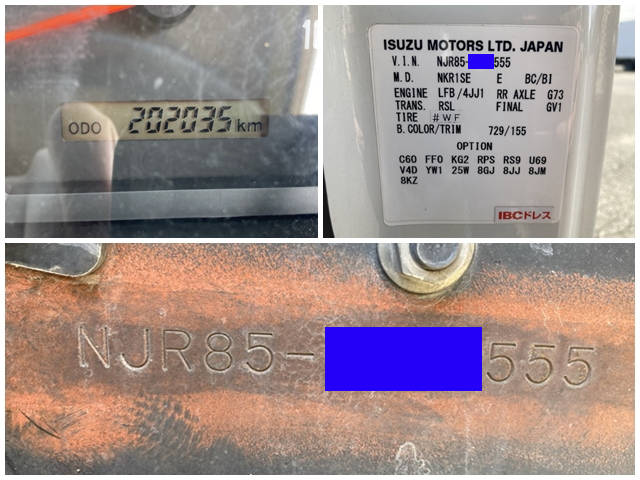 ODO 202035 km
ISUZU MOTORS LTD. JAPAN
V.I.N. NJR85- 555
M.D. NKR1SE E BC/BI
ENGINE LFB/4JJ1 RR AXLE G73
TRANS. RSL FINAL GV1
TIRE #WF
B.COLOR/TRIM 729/155
OPTION
C60 FF0 KG2 RPS RS9 U69
V4D YW1 25W 8GJ 8JJ 8JM
8KZ
IBCドレス
NJR85- 555